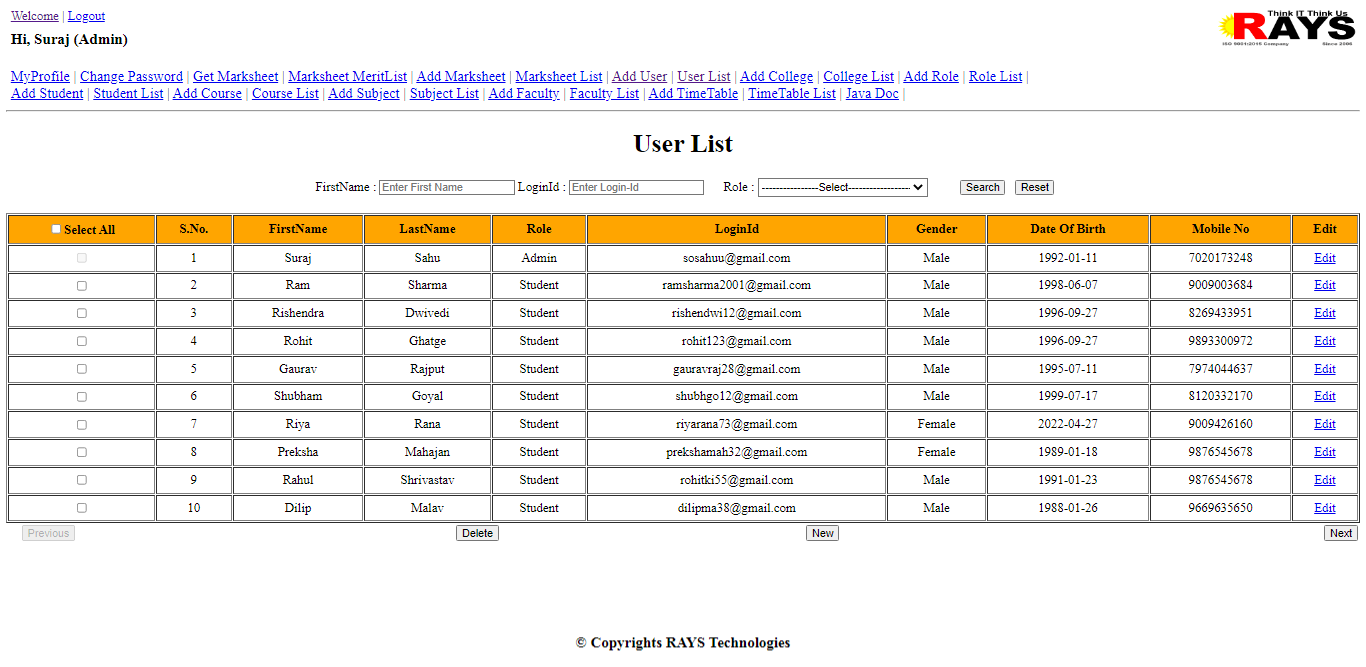 Welcome | Logout
Think IT Think Us
RAYS
ISO 9001:2015 Company Since 2006
Hi, Suraj (Admin)
MyProfile | Change Password | Get Marksheet | Marksheet MeritList | Add Marksheet | Marksheet List | Add User | User List | Add College | College List | Add Role | Role List |
Add Student | Student List | Add Course | Course List | Add Subject | Subject List | Add Faculty | Faculty List | Add TimeTable | TimeTable List | Java Doc |
User List
FirstName : Enter First Name LoginId : Enter Login-Id Role : ----------------Select------------------ Search Reset
Select All S.No. FirstName LastName Role LoginId Gender Date Of Birth Mobile No Edit
1 Suraj Sahu Admin sosahuu@gmail.com Male 1992-01-11 7020173248 Edit
2 Ram Sharma Student ramsharma2001@gmail.com Male 1998-06-07 9009003684 Edit
3 Rishendra Dwivedi Student rishendwi12@gmail.com Male 1996-09-27 8269433951 Edit
4 Rohit Ghatge Student rohit123@gmail.com Male 1996-09-27 9893300972 Edit
5 Gaurav Rajput Student gauravraj28@gmail.com Male 1995-07-11 7974044637 Edit
6 Shubham Goyal Student shubhgo12@gmail.com Male 1999-07-17 8120332170 Edit
7 Riya Rana Student riyarana73@gmail.com Female 2022-04-27 9009426160 Edit
8 Preksha Mahajan Student prekshamah32@gmail.com Female 1989-01-18 9876545678 Edit
9 Rahul Shrivastav Student rohitki55@gmail.com Male 1991-01-23 9876545678 Edit
10 Dilip Malav Student dilipma38@gmail.com Male 1988-01-26 9669635650 Edit
Previous Delete New Next
© Copyrights RAYS Technologies